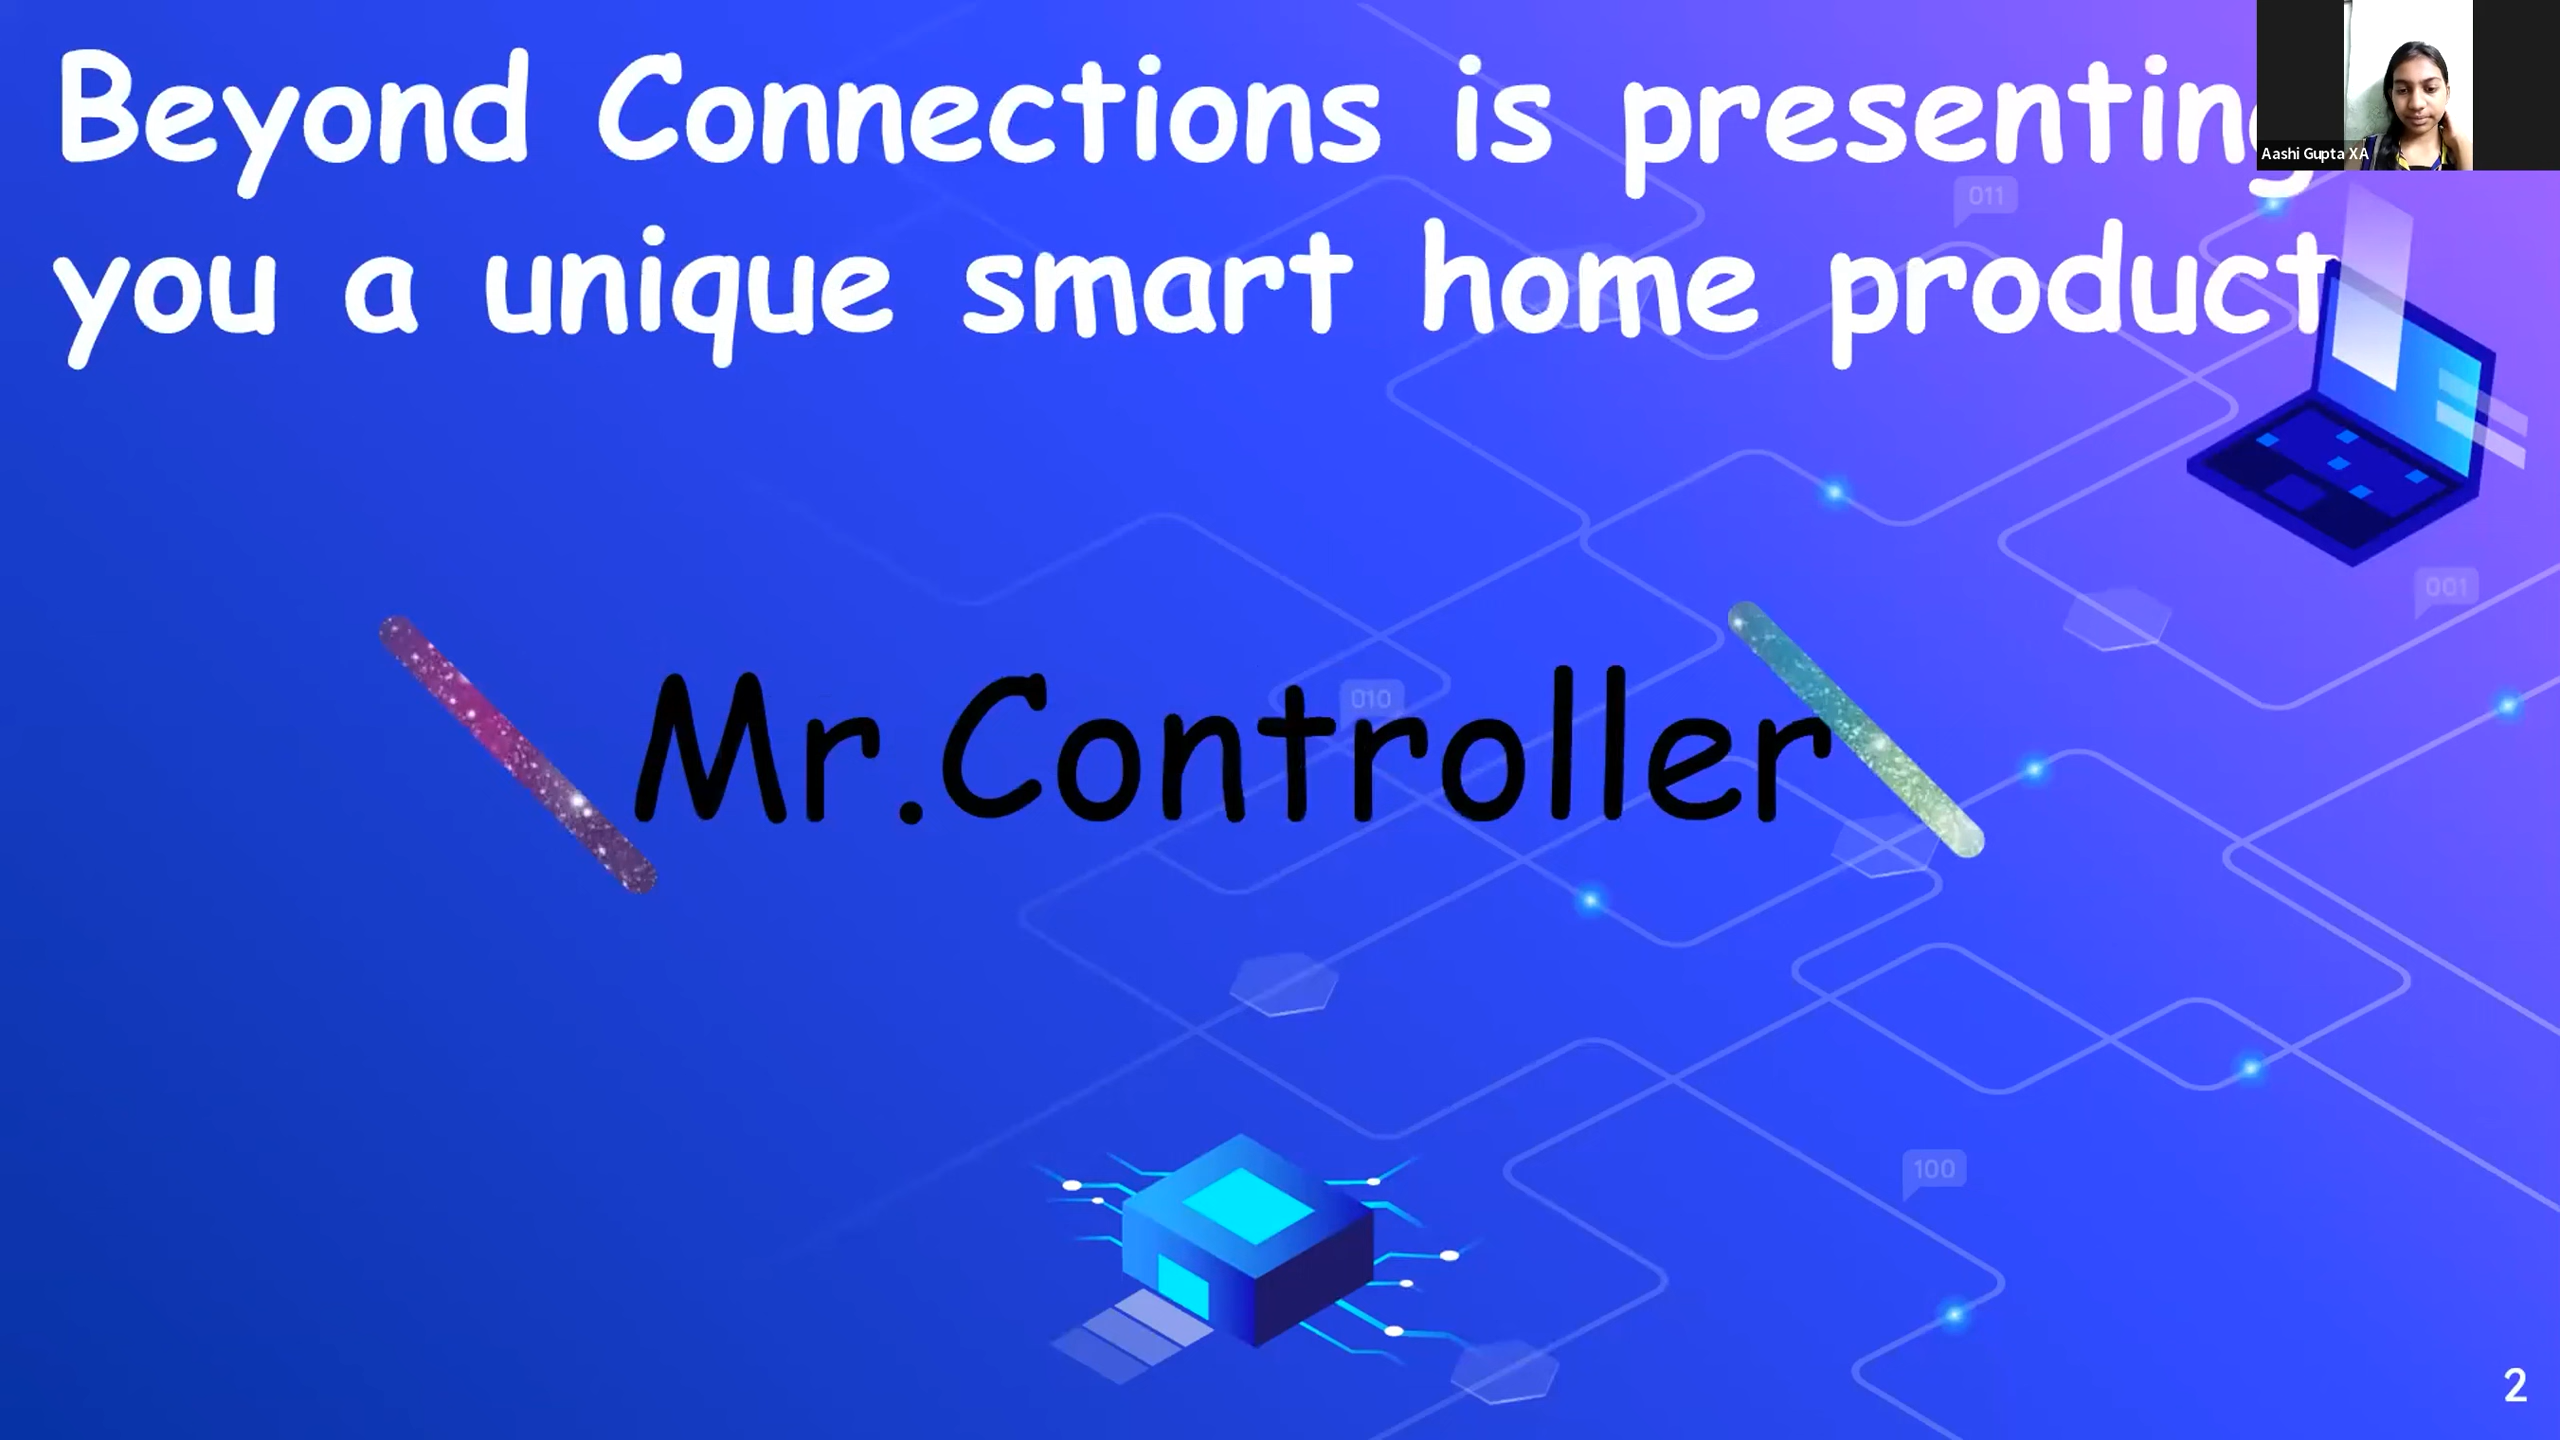 Beyond Connections is presenting
you a unique smart home product
Aashi Gupta XA
011
001
Mr.Controller
010
100
2